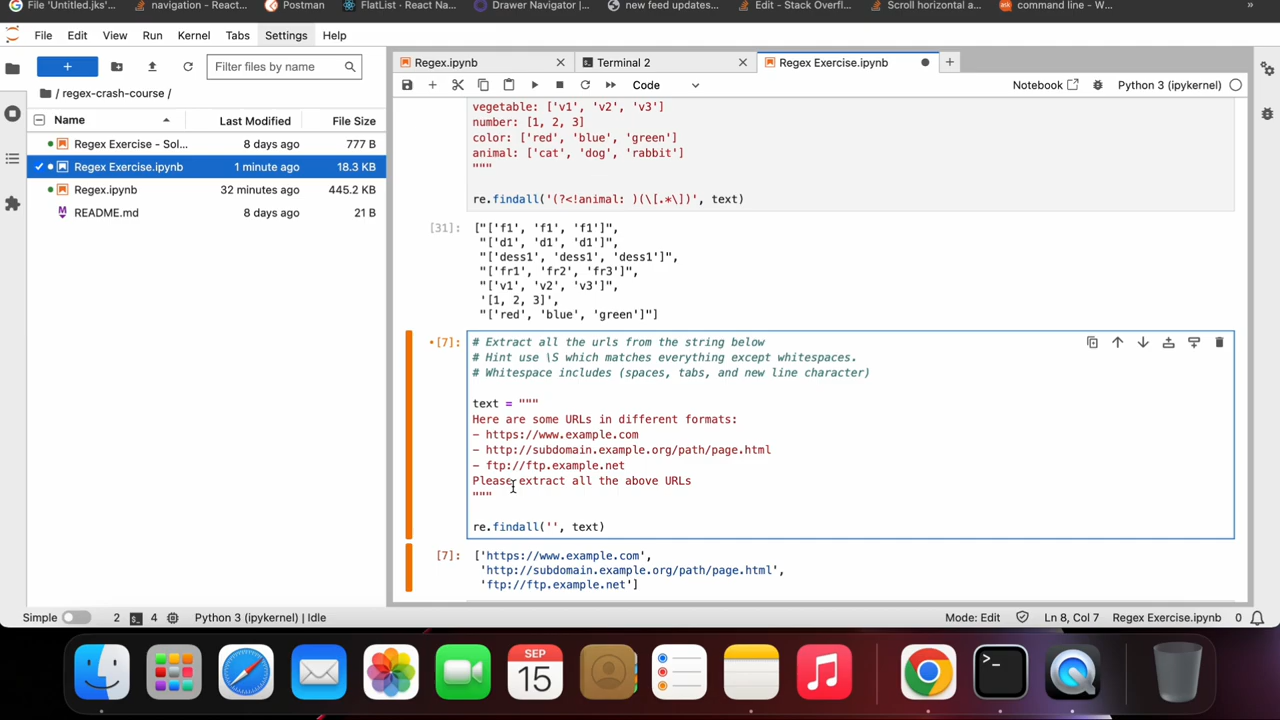 File 'Untitled.jks'...
navigation - React...
Postman
FlatList · React Na...
Drawer Navigator |...
new feed updates...
Edit - Stack Overfl...
Scroll horizontal a...
command line - W...
»
File Edit View Run Kernel Tabs Settings Help
Filter files by name
/ regex-crash-course /
Name Last Modified File Size
Regex Exercise - Sol... 8 days ago 777 B
Regex Exercise.ipynb 1 minute ago 18.3 KB
Regex.ipynb 32 minutes ago 445.2 KB
README.md 8 days ago 21 B
Regex.ipynb
Terminal 2
Regex Exercise.ipynb
Code
Notebook
Python 3 (ipykernel)
vegetable: ['v1', 'v2', 'v3']
number: [1, 2, 3]
color: ['red', 'blue', 'green']
animal: ['cat', 'dog', 'rabbit']
"""
re.findall('(?<!animal: )(\[.*\])', text)
[31]: ["['f1', 'f1', 'f1']",
"['d1', 'd1', 'd1']",
"['dess1', 'dess1', 'dess1']",
"['fr1', 'fr2', 'fr3']",
"['v1', 'v2', 'v3']",
'[1, 2, 3]',
"['red', 'blue', 'green']"]
[7]: # Extract all the urls from the string below
# Hint use \S which matches everything except whitespaces.
# Whitespace includes (spaces, tabs, and new line character)
text = """
Here are some URLs in different formats:
- https://www.example.com
- http://subdomain.example.org/path/page.html
- ftp://ftp.example.net
Please extract all the above URLs
"""
re.findall('', text)
[7]: ['https://www.example.com',
'http://subdomain.example.org/path/page.html',
'ftp://ftp.example.net']
Simple 2 4 Python 3 (ipykernel) | Idle
Mode: Edit Ln 8, Col 7 Regex Exercise.ipynb 0
SEP
15